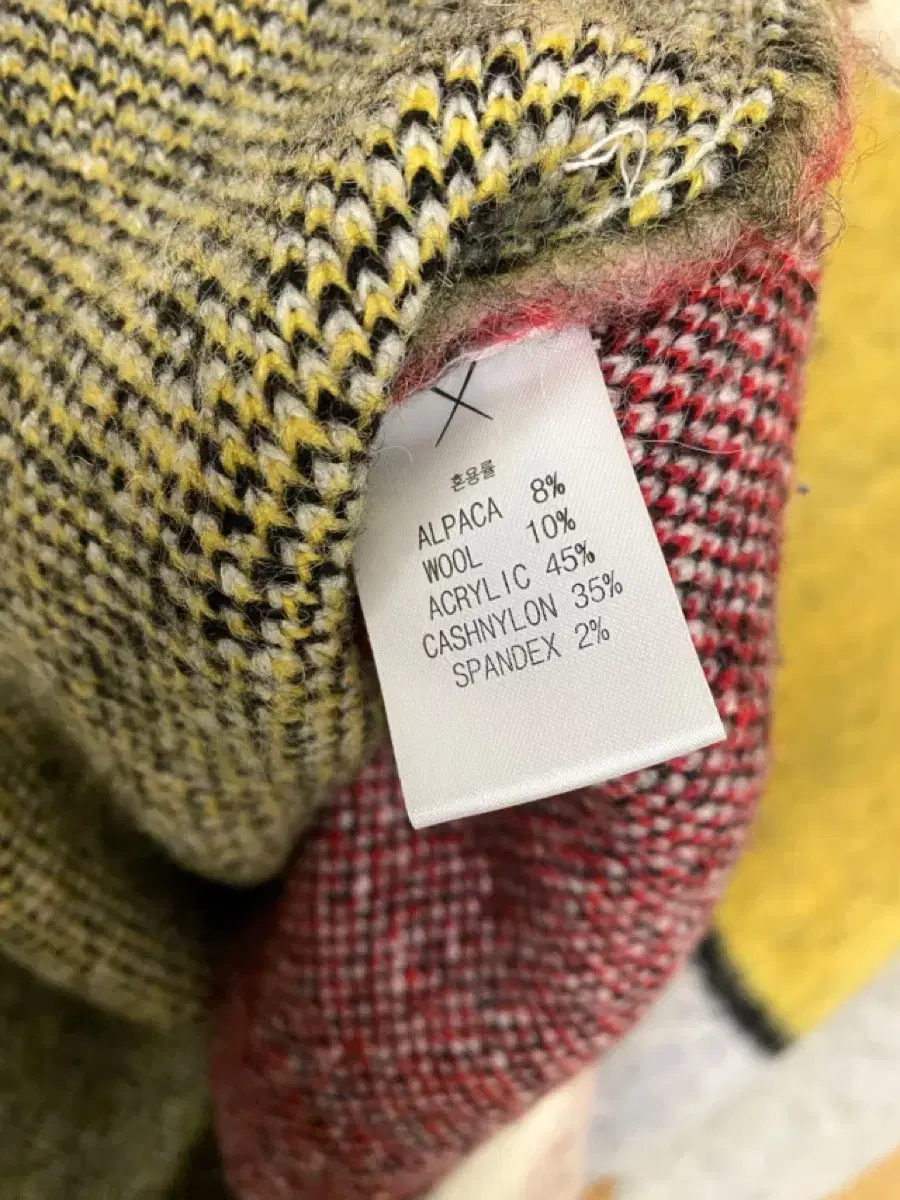 혼용률
ALPACA 8%
WOOL 10%
ACRYLIC 45%
CASHNYLON 35%
SPANDEX 2%